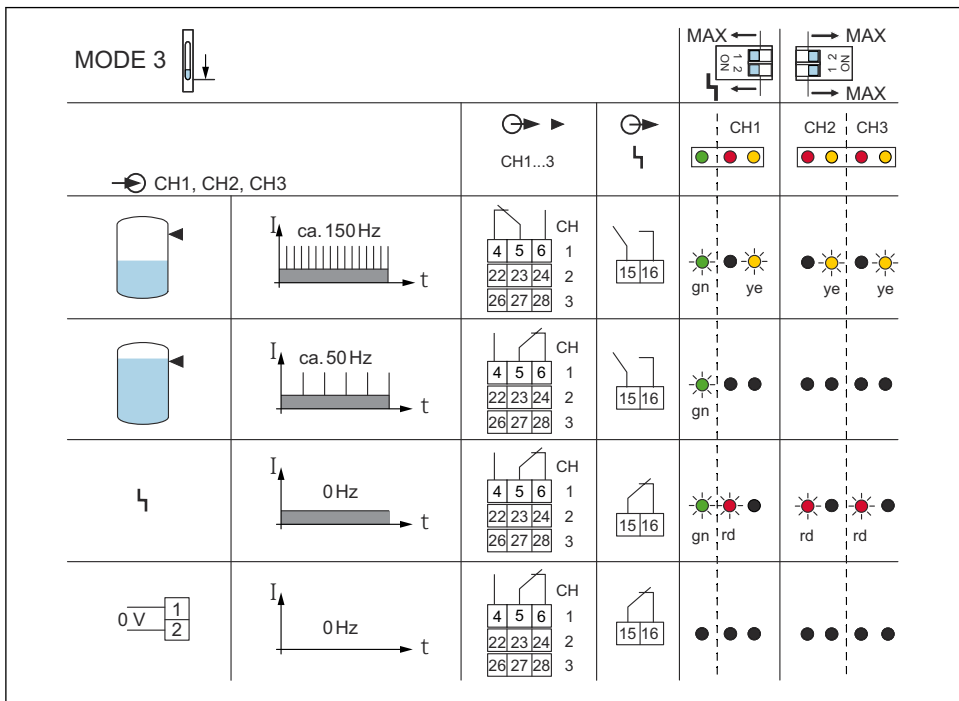 MODE 3
MAX
MAX
1 2
ON
1 2
ON
MAX
CH1...3
CH1
CH2
CH3
CH1, CH2, CH3
I
ca. 150 Hz
t
CH
4 5 6 1
22 23 24 2
26 27 28 3
15 16
gn
ye
ye
ye
I
ca. 50 Hz
t
CH
4 5 6 1
22 23 24 2
26 27 28 3
15 16
gn
I
0 Hz
t
CH
4 5 6 1
22 23 24 2
26 27 28 3
15 16
gn
rd
rd
rd
0 V
1
2
I
0 Hz
t
CH
4 5 6 1
22 23 24 2
26 27 28 3
15 16